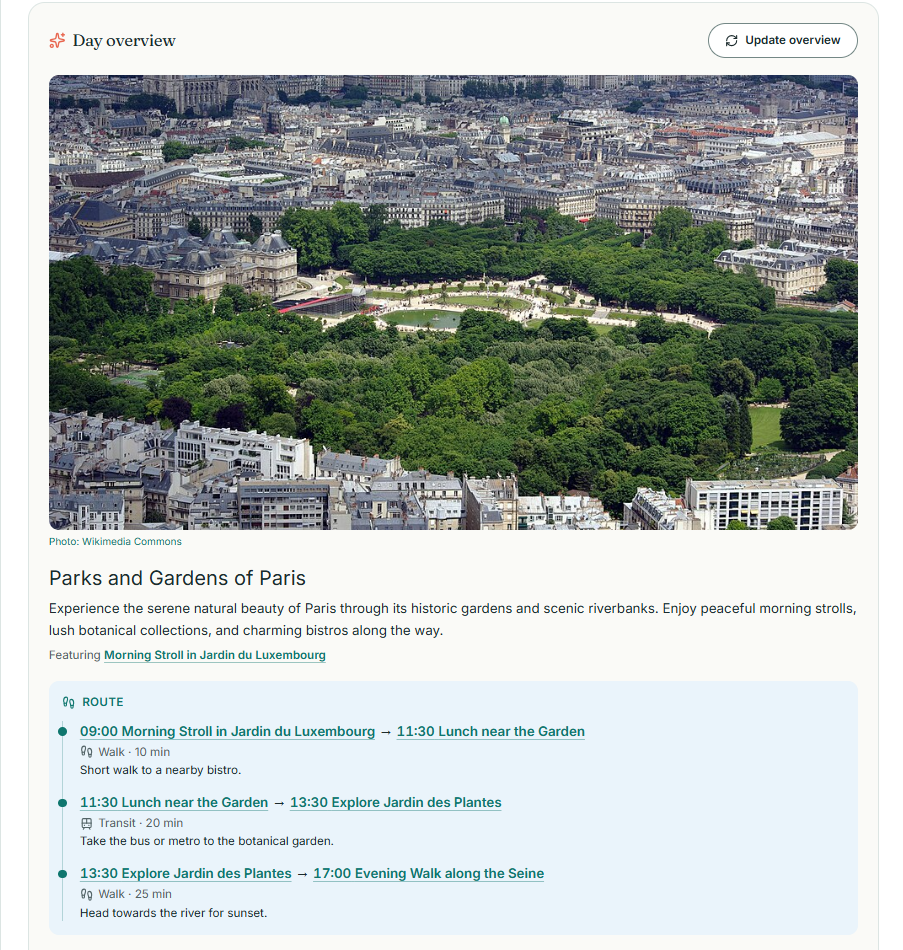 Day overview
Update overview
Photo: Wikimedia Commons
Parks and Gardens of Paris
Experience the serene natural beauty of Paris through its historic gardens and scenic riverbanks. Enjoy peaceful morning strolls,
lush botanical collections, and charming bistros along the way.
Featuring Morning Stroll in Jardin du Luxembourg
ROUTE
09:00 Morning Stroll in Jardin du Luxembourg → 11:30 Lunch near the Garden
Walk · 10 min
Short walk to a nearby bistro.
11:30 Lunch near the Garden → 13:30 Explore Jardin des Plantes
Transit · 20 min
Take the bus or metro to the botanical garden.
13:30 Explore Jardin des Plantes → 17:00 Evening Walk along the Seine
Walk · 25 min
Head towards the river for sunset.